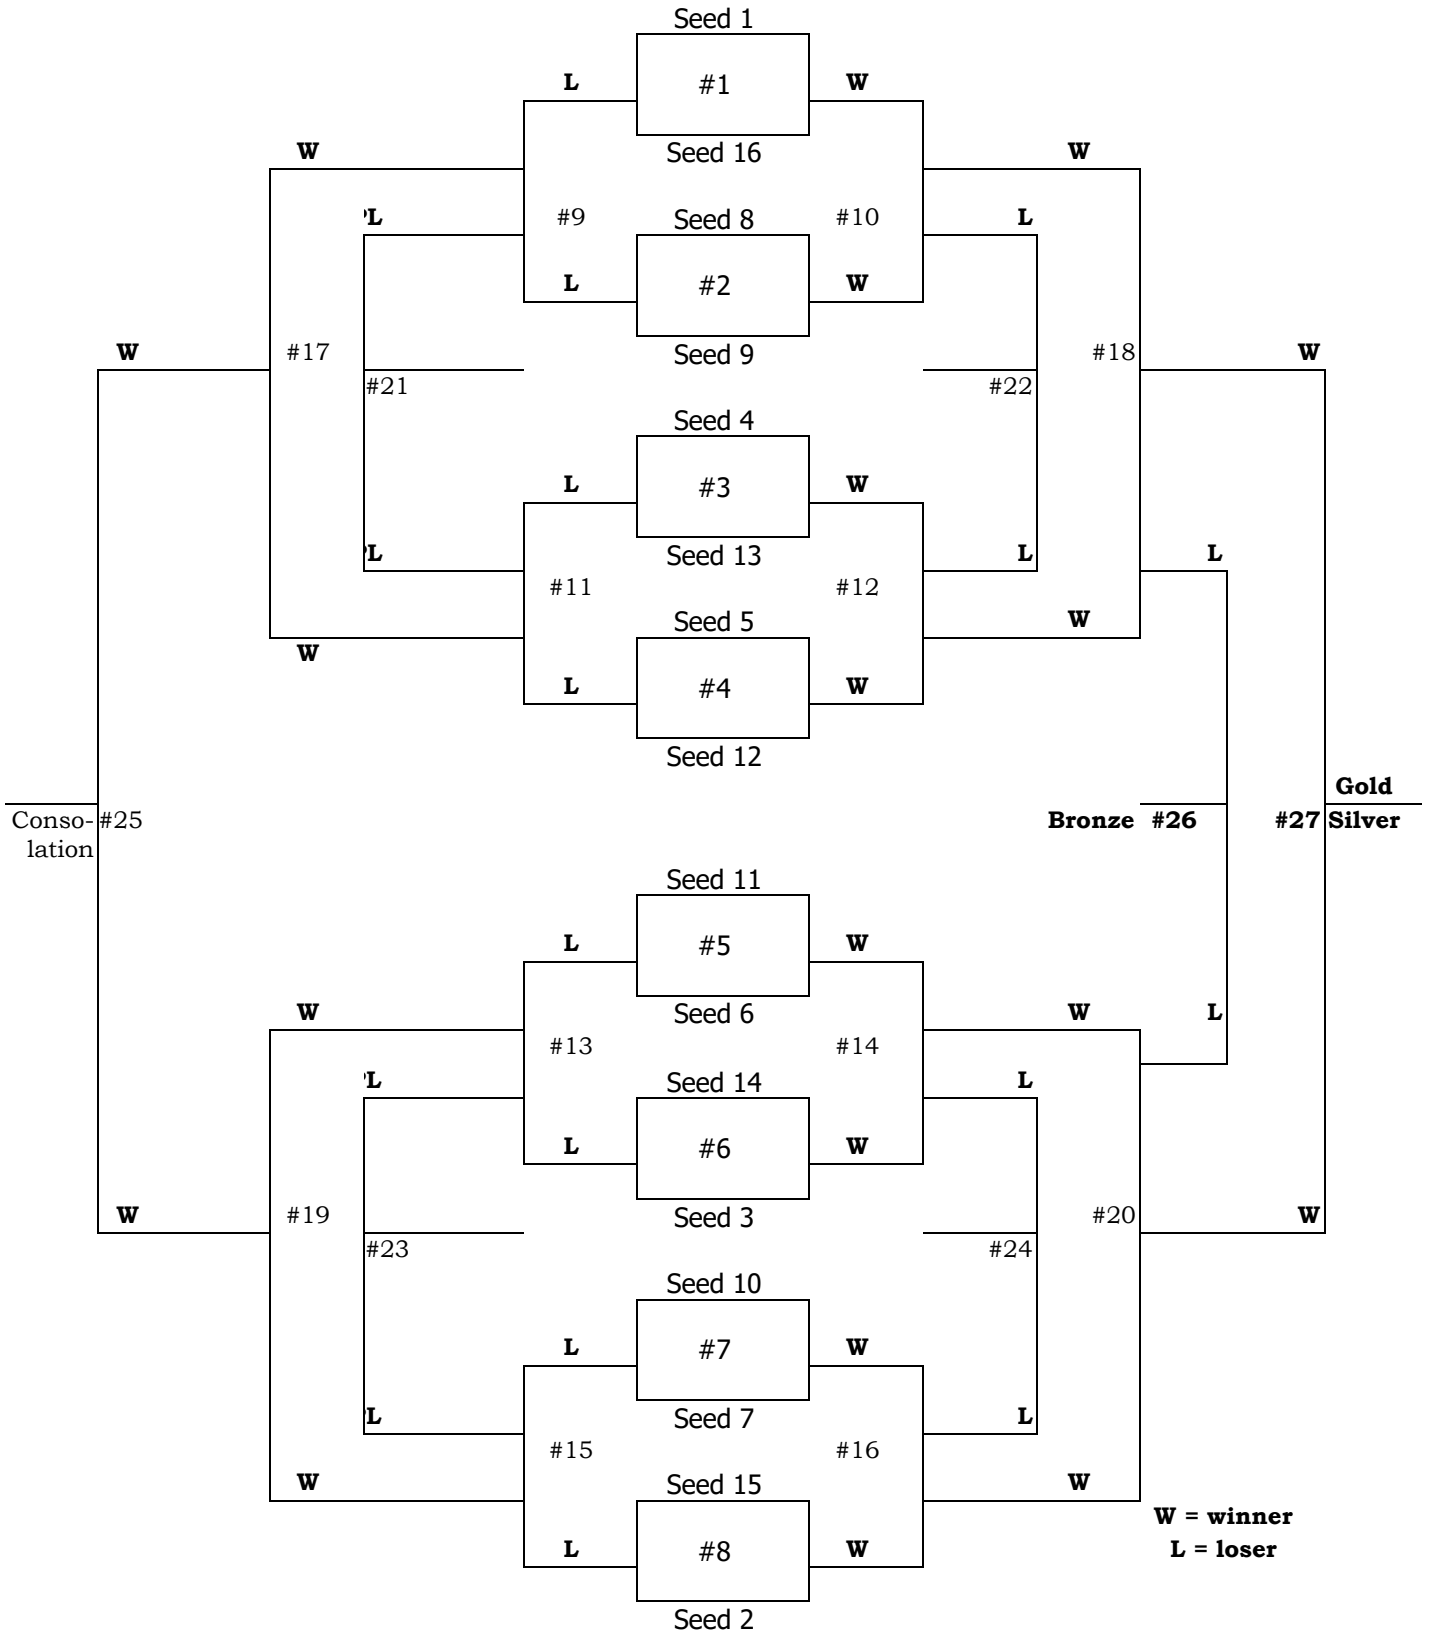 Seed 1
L #1 W
W Seed 16 W
'L #9 Seed 8 #10 L
L #2 W
W #17 Seed 9 #18 W
#21 #22
Seed 4
L #3 W
'L Seed 13 L L
#11 #12
W Seed 5 W
L #4 W
Seed 12
Gold
Conso- #25 Bronze #26 #27 Silver
lation
Seed 11
L #5 W
W Seed 6 W L
#13 #14
'L Seed 14 L
L #6 W
W #19 Seed 3 #20 W
#23 #24
Seed 10
L #7 W
'L Seed 7 L
#15 #16
W Seed 15 W
W = winner
L #8 W L = loser
Seed 2